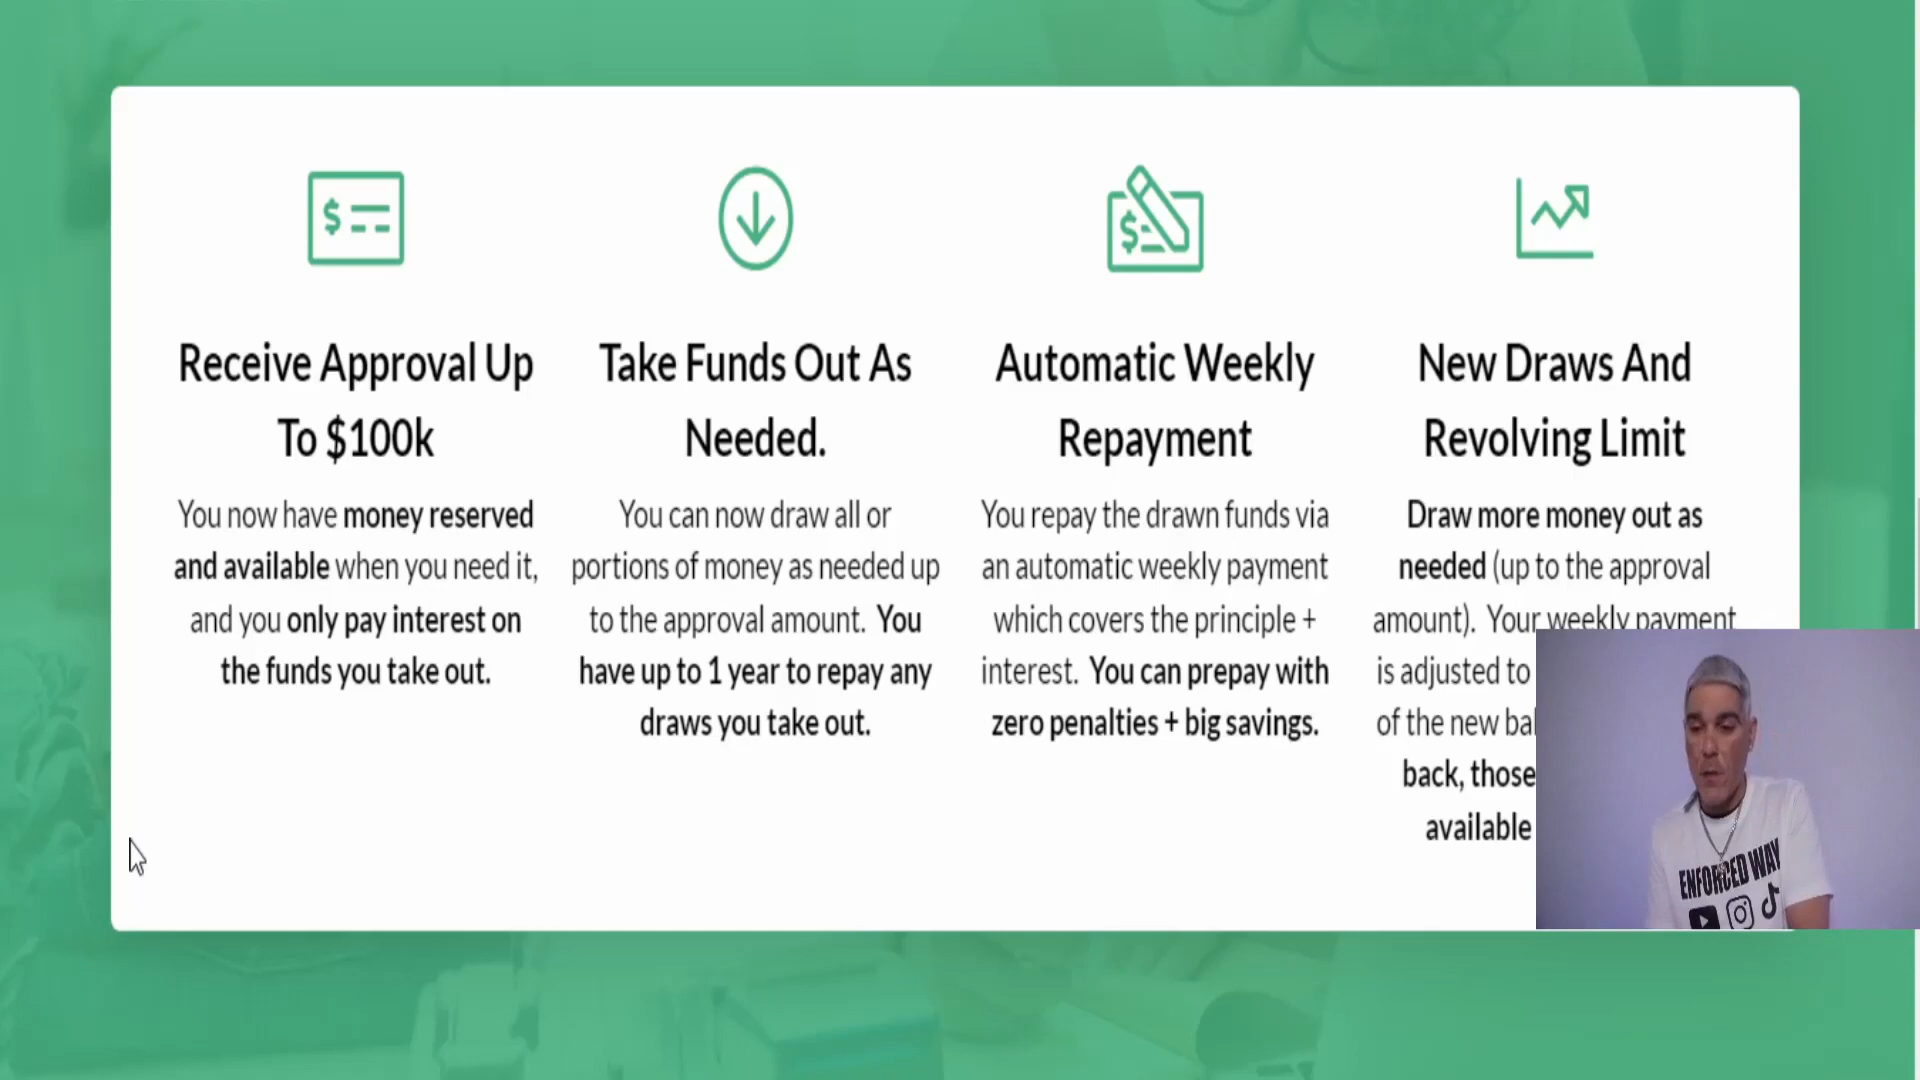 Receive Approval Up
To $100k
You now have money reserved
and available when you need it,
and you only pay interest on
the funds you take out.
Take Funds Out As
Needed.
You can now draw all or
portions of money as needed up
to the approval amount. You
have up to 1 year to repay any
draws you take out.
Automatic Weekly
Repayment
You repay the drawn funds via
an automatic weekly payment
which covers the principle +
interest. You can prepay with
zero penalties + big savings.
New Draws And
Revolving Limit
Draw more money out as
needed (up to the approval
amount). Your weekly payment
is adjusted to
of the new
back, those
available
ENFORCED WAY